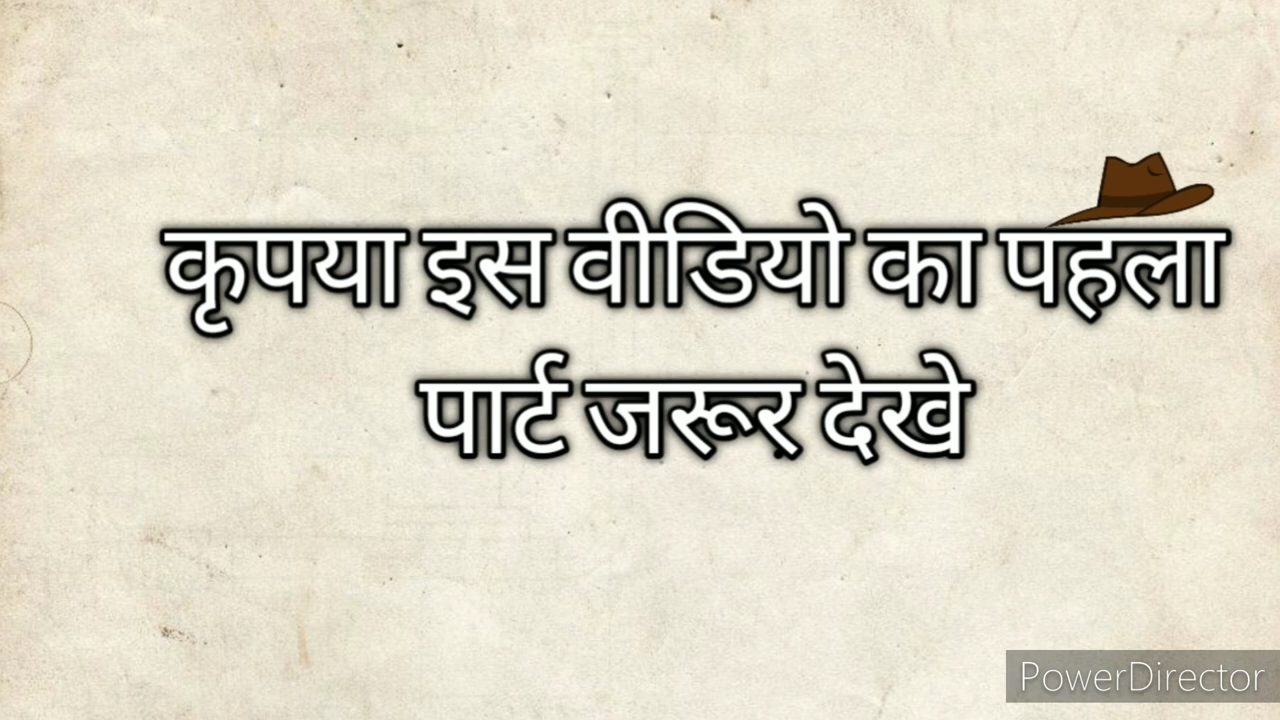 कृपया इस वीडियो का पहला
पार्ट जरूर देखे
PowerDirector